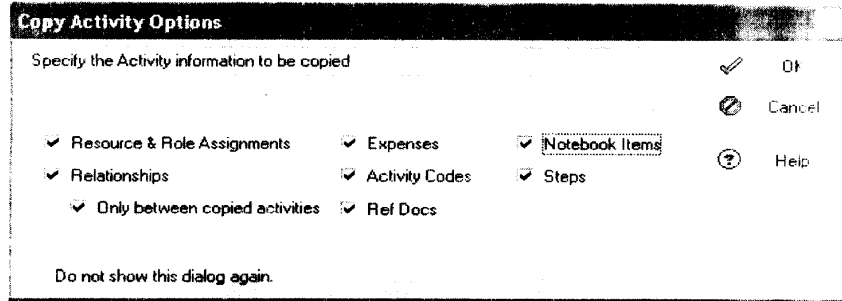 Copy Activity Options
Specify the Activity information to be copied
Ok
Cancel
Resource & Role Assignments
Expenses
Notebook Items
Help
Relationships
Activity Codes
Steps
Only between copied activities
Ref Docs
Do not show this dialog again.